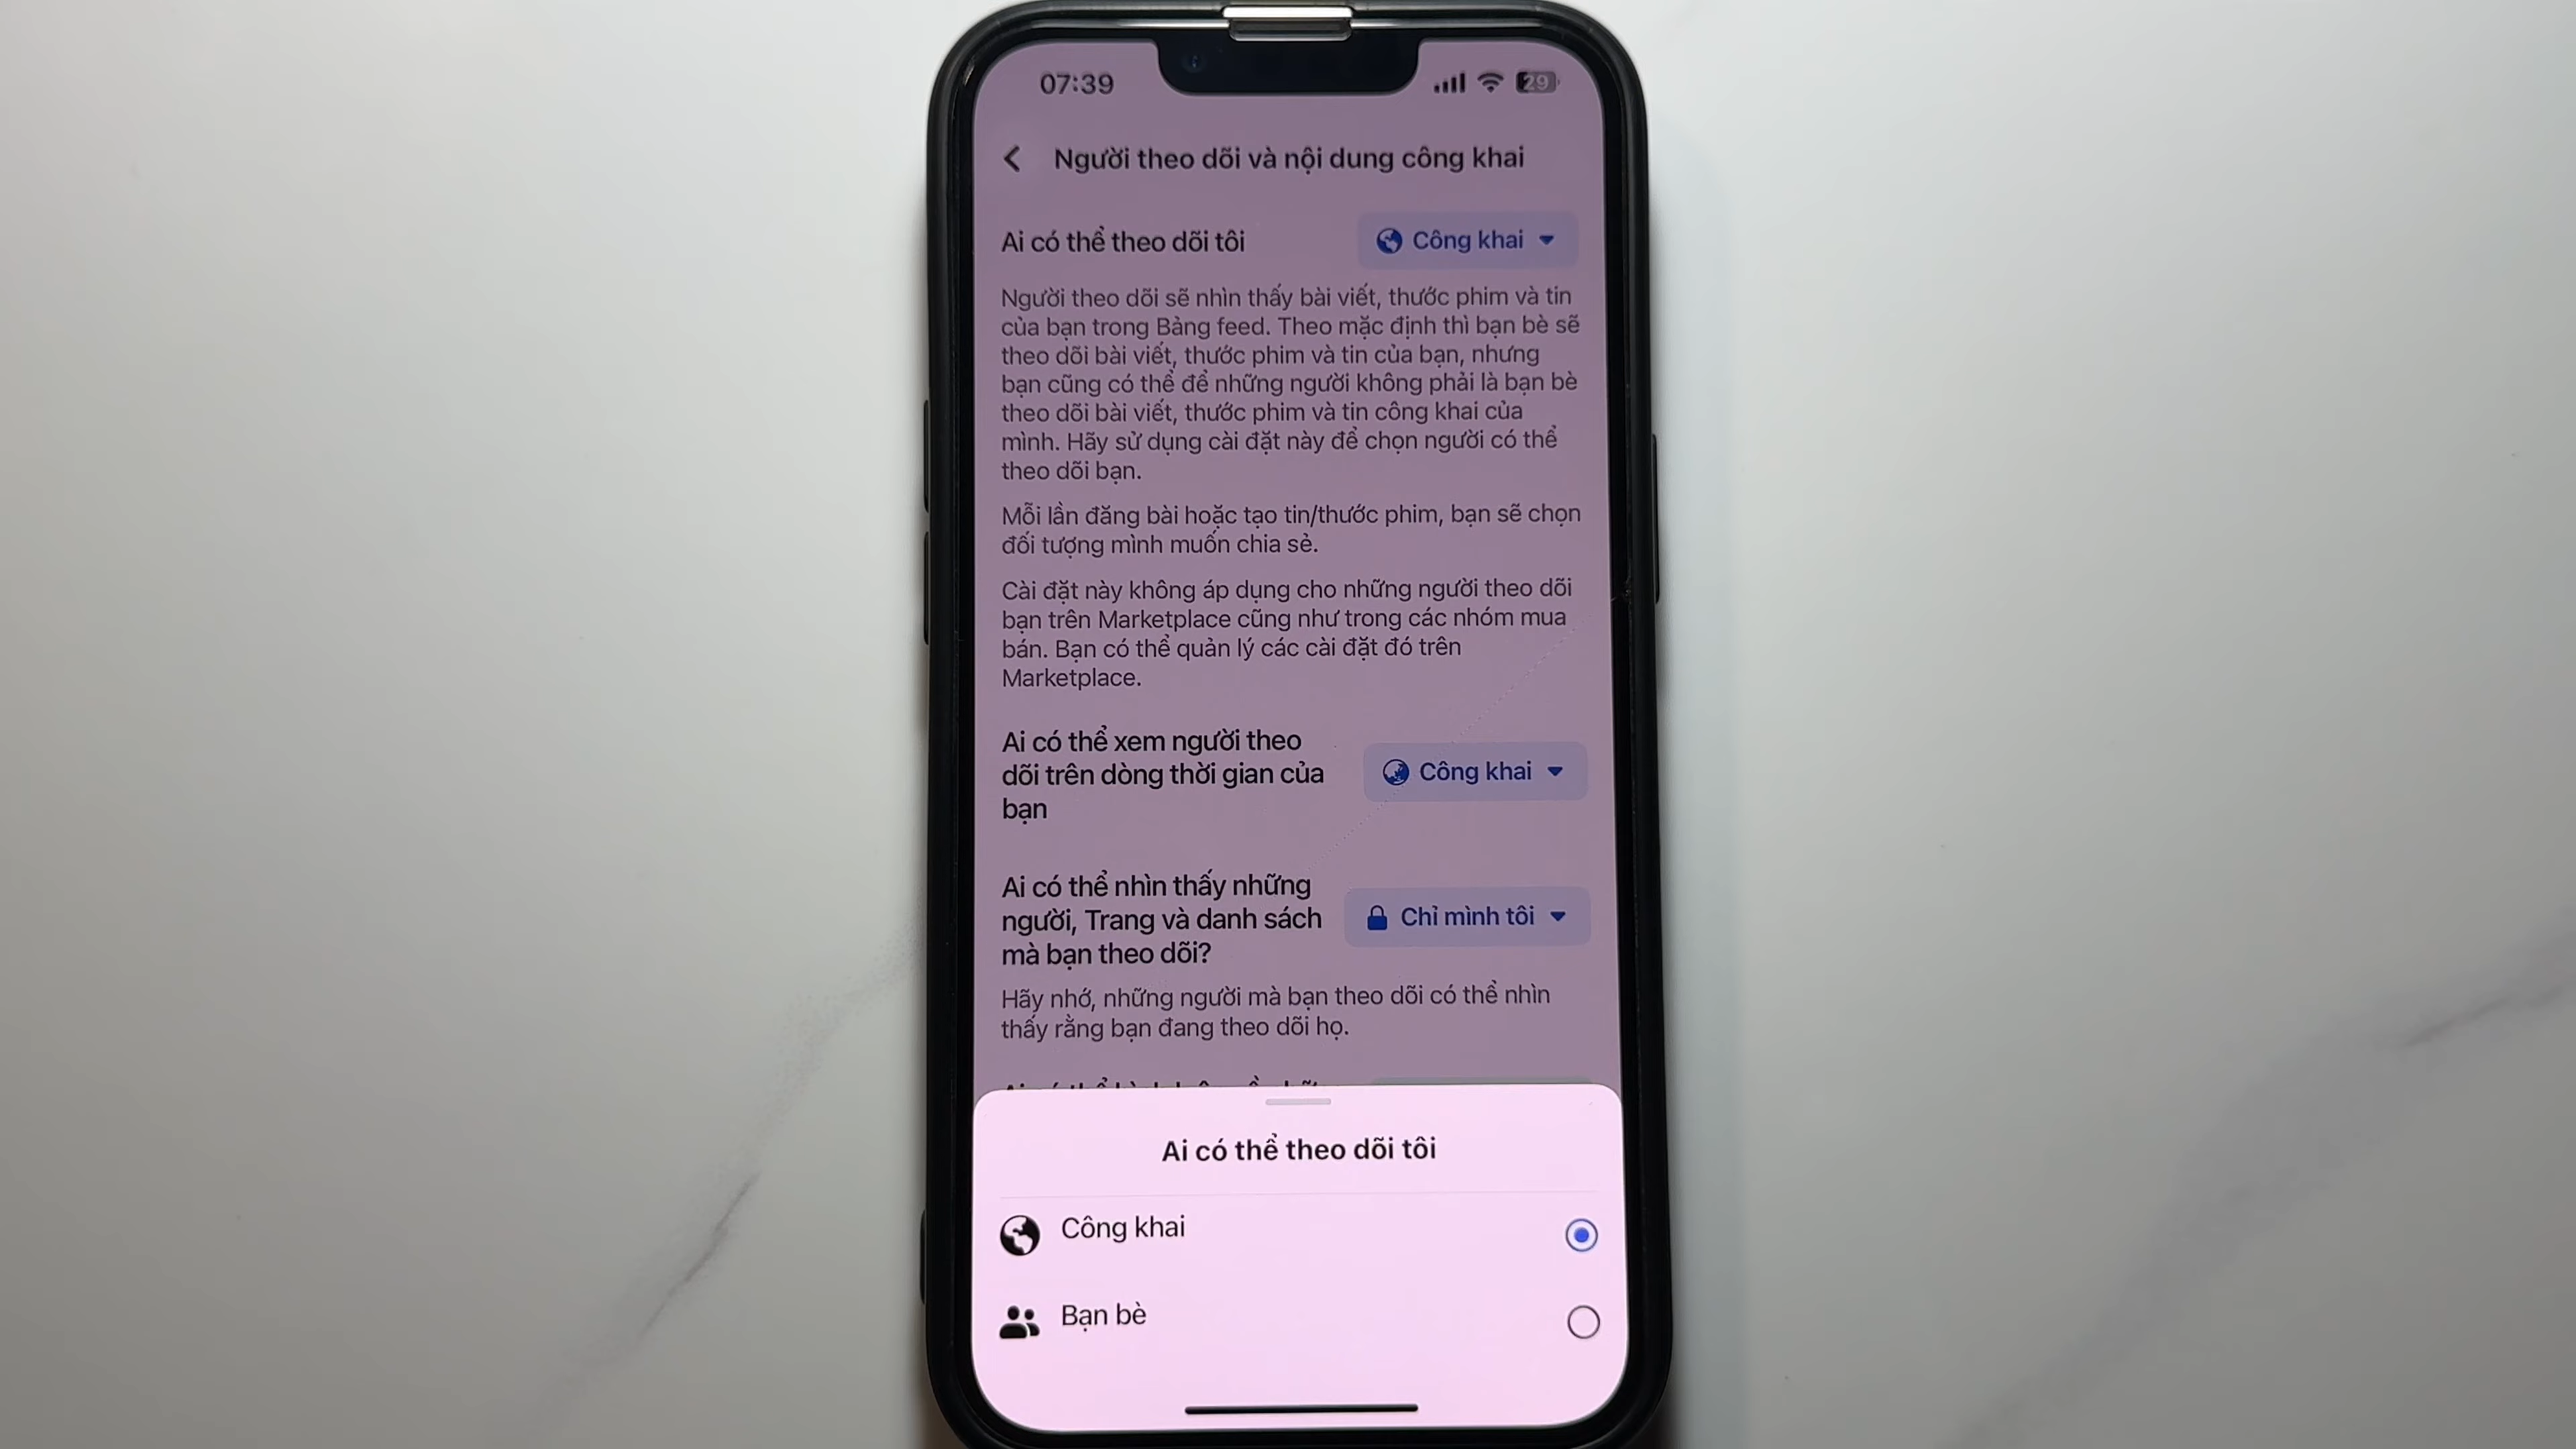 07:39
29
Người theo dõi và nội dung công khai
Ai có thể theo dõi tôi
Công khai
Người theo dõi sẽ nhìn thấy bài viết, thước phim và tin
của bạn trong Bảng feed. Theo mặc định thì bạn bè sẽ
theo dõi bài viết, thước phim và tin của bạn, nhưng
bạn cũng có thể để những người không phải là bạn bè
theo dõi bài viết, thước phim và tin công khai của
mình. Hãy sử dụng cài đặt này để chọn người có thể
theo dõi bạn.
Mỗi lần đăng bài hoặc tạo tin/thước phim, bạn sẽ chọn
đối tượng mình muốn chia sẻ.
Cài đặt này không áp dụng cho những người theo dõi
bạn trên Marketplace cũng như trong các nhóm mua
bán. Bạn có thể quản lý các cài đặt đó trên
Marketplace.
Ai có thể xem người theo
dõi trên dòng thời gian của
bạn
Công khai
Ai có thể nhìn thấy những
người, Trang và danh sách
mà bạn theo dõi?
Chỉ mình tôi
Hãy nhớ, những người mà bạn theo dõi có thể nhìn
thấy rằng bạn đang theo dõi họ.
Ai có thể theo dõi tôi
Công khai
Bạn bè